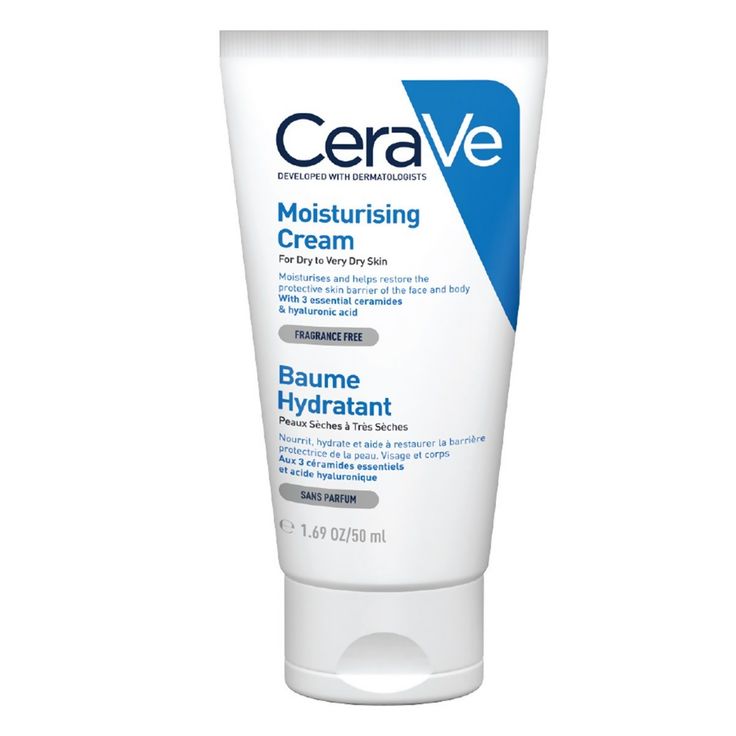 CeraVe
DEVELOPED WITH DERMATOLOGISTS
Moisturising
Cream
For Dry to Very Dry Skin
Moisturises and helps restore the
protective skin barrier of the face and body
With 3 essential ceramides
& hyaluronic acid
FRAGRANCE FREE
Baume
Hydratant
Peaux Sèches à Très Sèches
Nourrit, hydrate et aide à restaurer la barrière
protectrice de la peau. Visage et corps
Aux 3 céramides essentiels
et acide hyaluronique
SANS PARFUM
℮ 1.69 OZ/50 ml